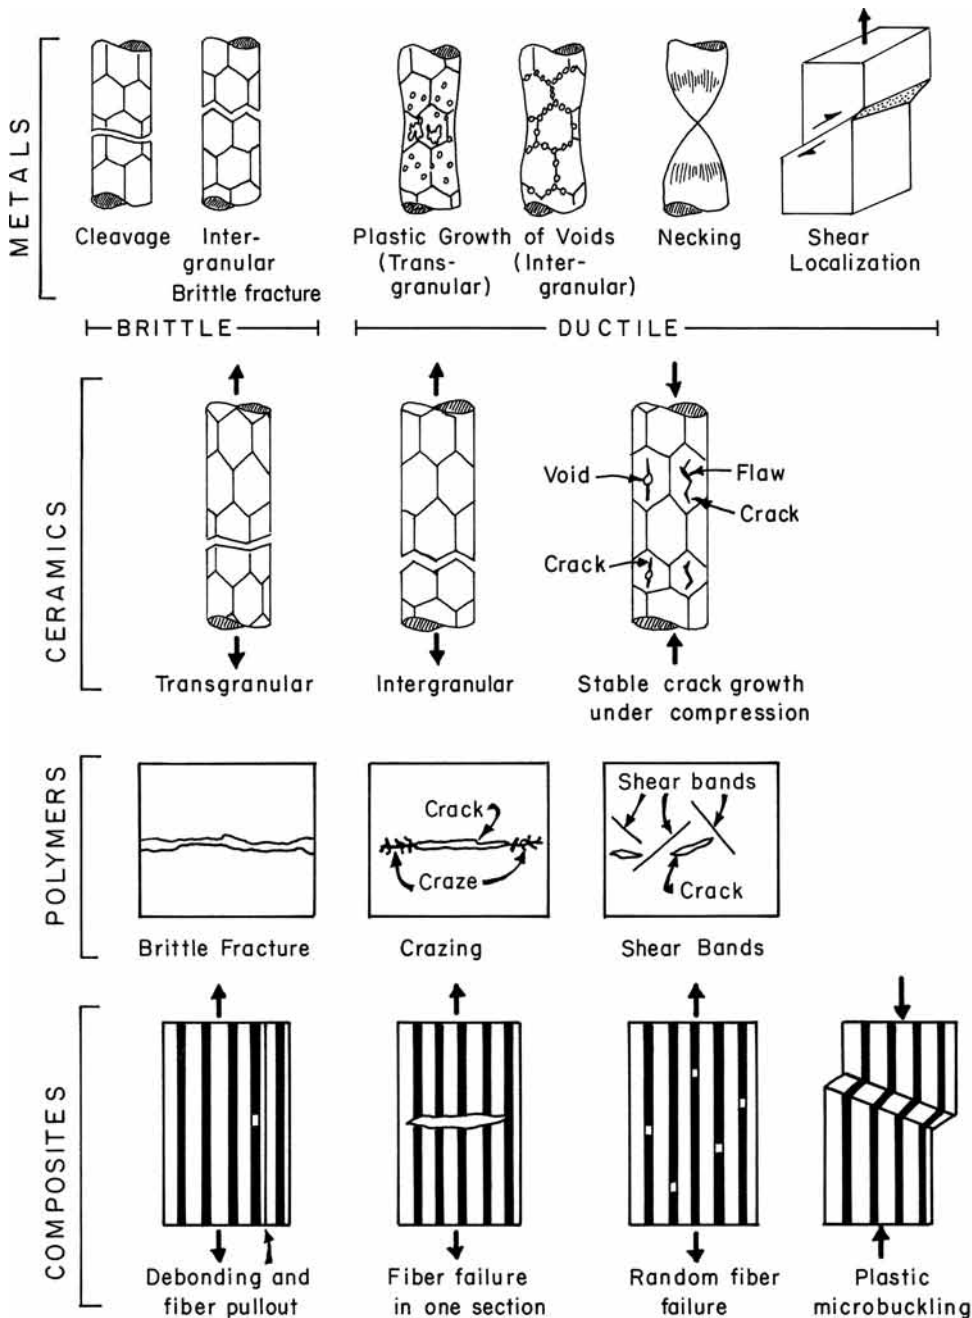 METALS
Cleavage
Inter-
granular
Brittle fracture
Plastic Growth of Voids
(Trans-
granular)
(Inter-
granular)
Necking
Shear
Localization
BRITTLE
DUCTILE
CERAMICS
Void
Flaw
Crack
Crack
Transgranular
Intergranular
Stable crack growth
under compression
POLYMERS
Crack
Craze
Shear bands
Crack
Brittle Fracture
Crazing
Shear Bands
COMPOSITES
Debonding and
fiber pullout
Fiber failure
in one section
Random fiber
failure
Plastic
microbuckling